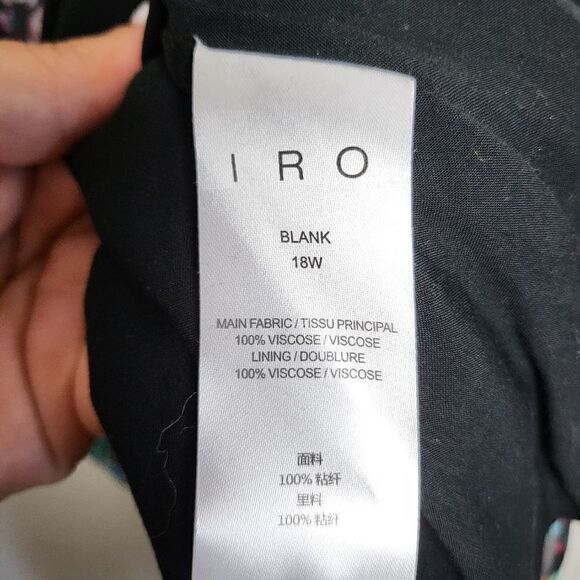 IRO
BLANK
18W
MAIN FABRIC / TISSU PRINCIPAL
100% VISCOSE / VISCOSE
LINING / DOUBLURE
100% VISCOSE / VISCOSE
面料
100% 粘纤
里料
100% 粘纤